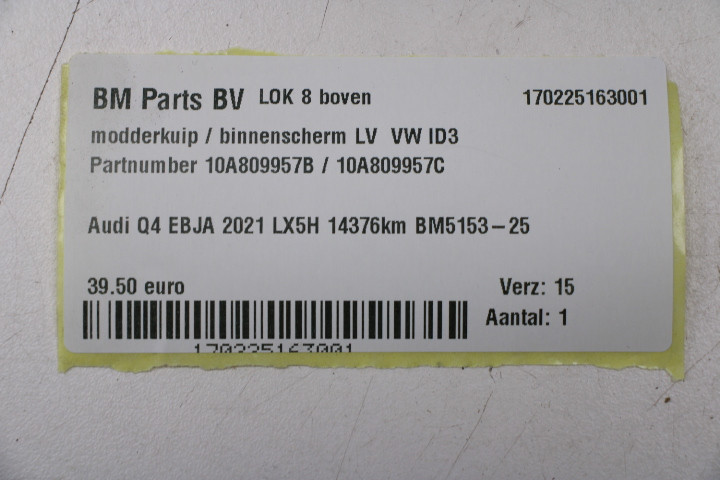 BM Parts BV LOK 8 boven 170225163001
modderkuip / binnenscherm LV VW ID3
Partnumber 10A809957B / 10A809957C
Audi Q4 EBJA 2021 LX5H 14376km BM5153-25
39.50 euro Verz: 15
Aantal: 1
170225163001